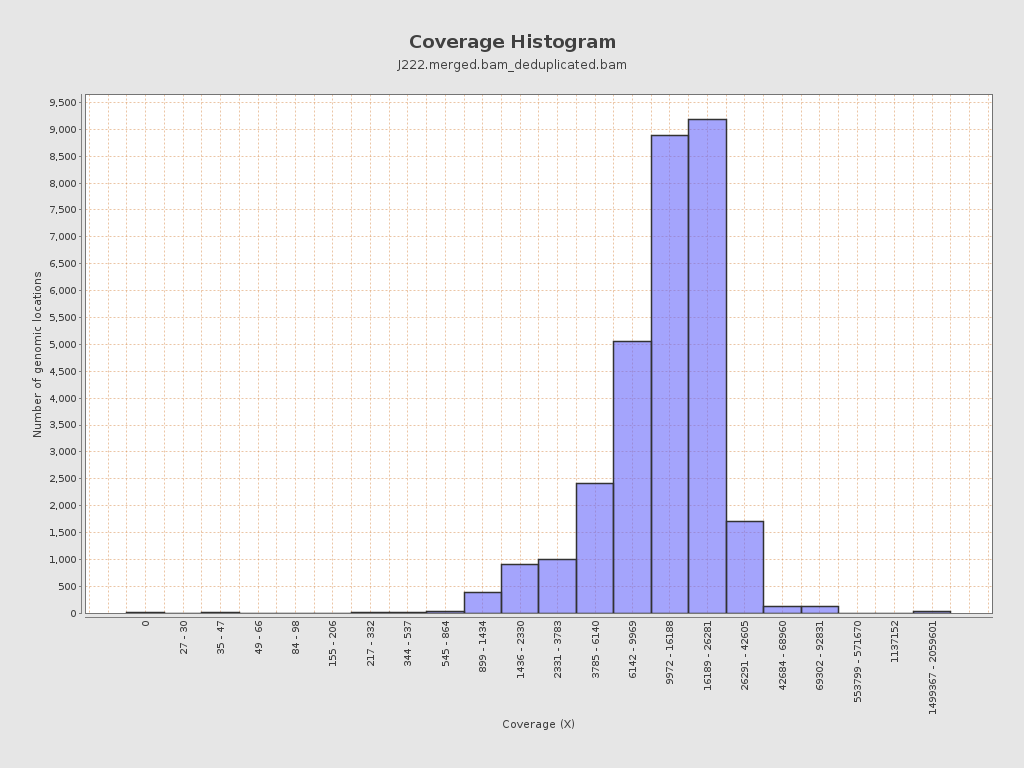 Coverage Histogram
J222.merged.bam_deduplicated.bam
Number of genomic locations
9,500
9,000
8,500
8,000
7,500
7,000
6,500
6,000
5,500
5,000
4,500
4,000
3,500
3,000
2,500
2,000
1,500
1,000
500
0
0
27 - 30
35 - 47
49 - 66
84 - 98
155 - 206
217 - 332
344 - 537
545 - 864
899 - 1434
1436 - 2330
2331 - 3783
3785 - 6140
6142 - 9969
9972 - 16188
16189 - 26281
26291 - 42605
42684 - 68960
69302 - 92831
553799 - 571670
1137152
1499367 - 2059601
Coverage (X)